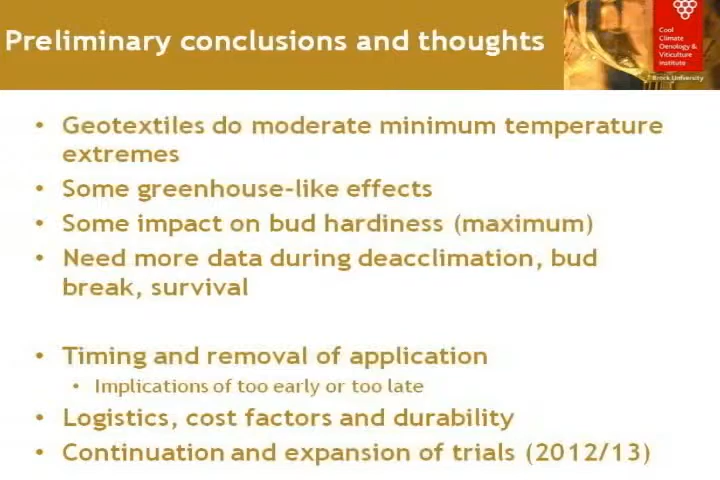 Preliminary conclusions and thoughts
Cool
Climate
Oenology &
Viticulture
Institute
Brock University
• Geotextiles do moderate minimum temperature
extremes
• Some greenhouse-like effects
• Some impact on bud hardiness (maximum)
• Need more data during deacclimation, bud
break, survival
• Timing and removal of application
• Implications of too early or too late
• Logistics, cost factors and durability
• Continuation and expansion of trials (2012/13)